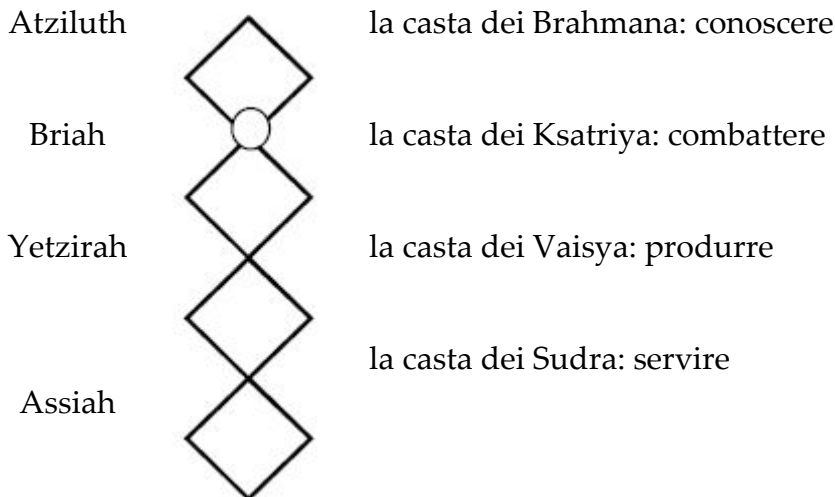 Atziluth la casta dei Brahmana: conoscere
Briah la casta dei Ksatriya: combattere
Yetzirah la casta dei Vaisya: produrre
la casta dei Sudra: servire
Assiah